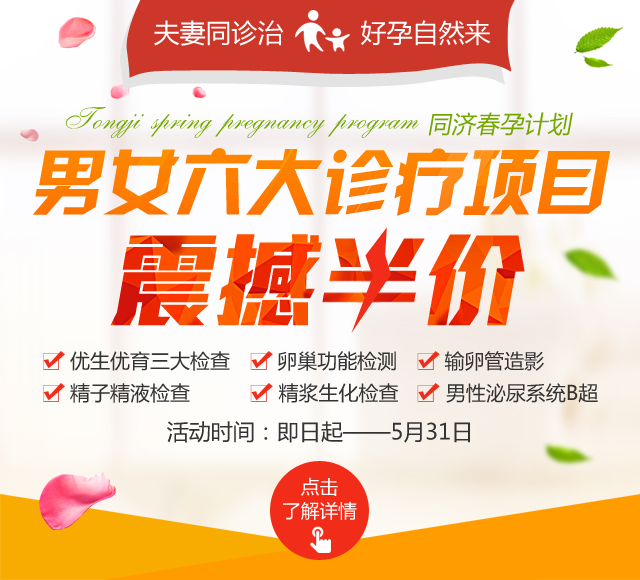 夫妻同诊治 好孕自然来
Tongji spring pregnancy program 同济春孕计划
男女六大诊疗项目
震撼半价
优生优育三大检查 卵巢功能检测 输卵管造影
精子精液检查 精浆生化检查 男性泌尿系统B超
活动时间：即日起——5月31日
点击
了解详情